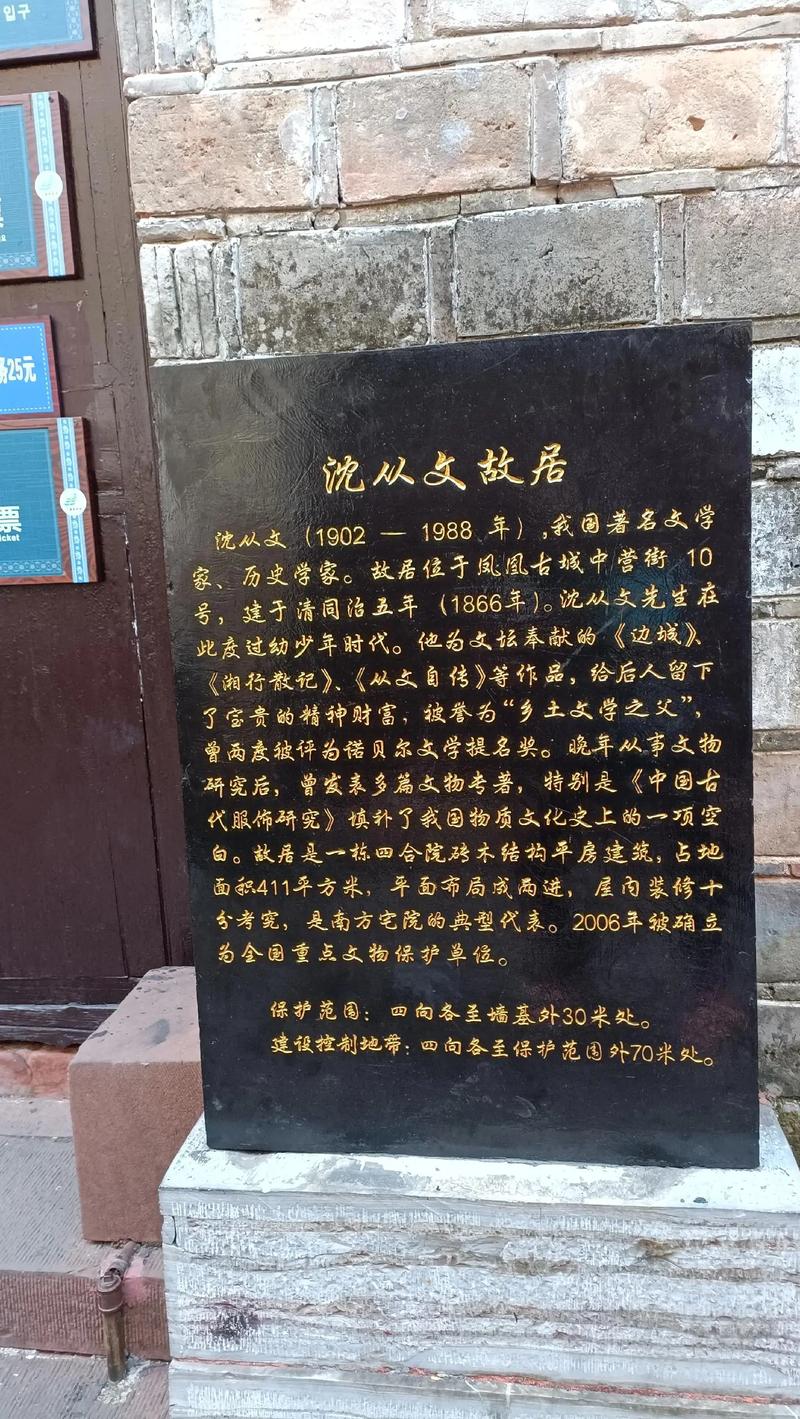 입구
场25元
票
icket
沈从文故居
沈从文（1902 — 1988 年）,我国著名文学
家、历史学家。故居位于凤凰古城中营街 10
号，建于清同治五年（1866年）。沈从文先生在
此度过幼少年时代。他为文坛奉献的《边城》、
《湘行散记》、《从文自传》等作品，给后人留下
了宝贵的精神财富，被誉为“乡土文学之父”，
曾两度被评为诺贝尔文学提名奖。晚年从事文物
研究后，曾发表多篇文物专著，特别是《中国古
代服饰研究》填补了我国物质文化史上的一项空
白。故居是一栋四合院砖木结构平房建筑，占地
面积411平方米，平面布局成两进，屋内装修十
分考究，是南方宅院的典型代表。2006年被确立
为全国重点文物保护单位。
保护范围：四向各至墙基外30米处。
建设控制地带：四向各至保护范围外70米处。